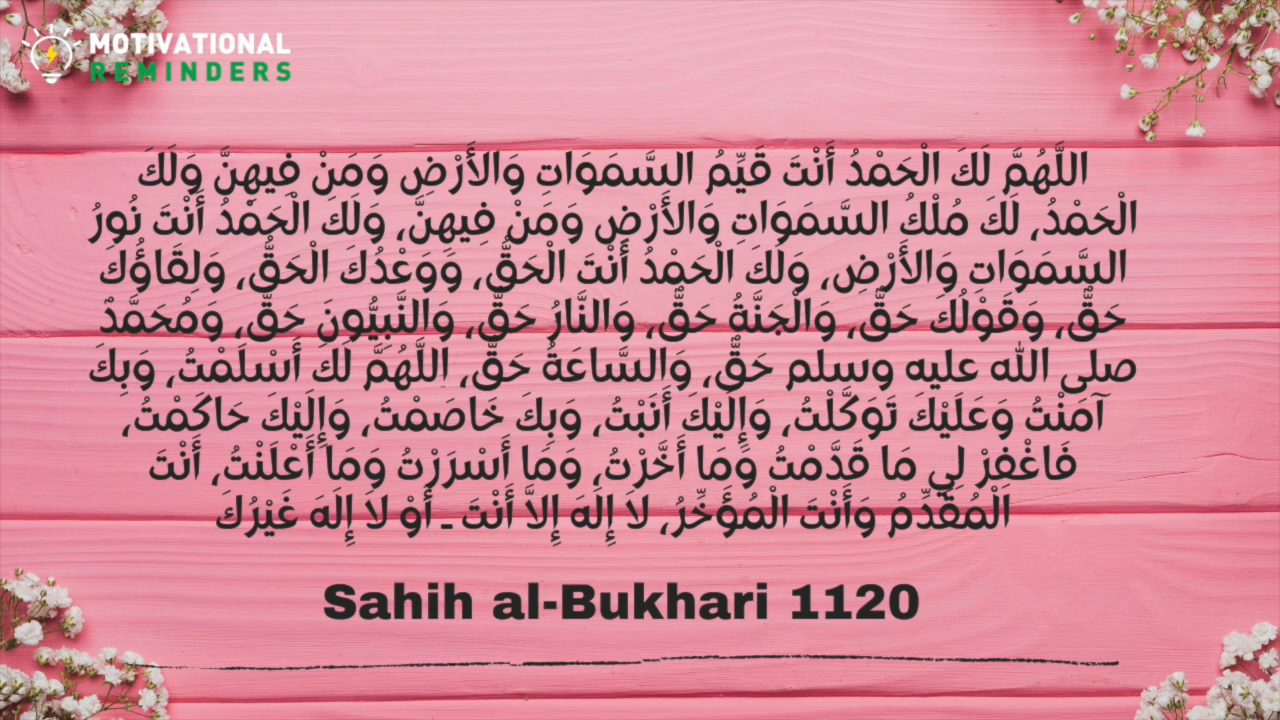 MOTIVATIONAL
REMINDERS
اللَّهُمَّ لَكَ الْحَمْدُ أَنْتَ قَيِّمُ السَّمَوَاتِ وَالأَرْضِ وَمَنْ فِيهِنَّ وَلَكَ
الْحَمْدُ، لَكَ مُلْكُ السَّمَوَاتِ وَالأَرْضِ وَمَنْ فِيهِنَّ، وَلَكَ الْحَمْدُ أَنْتَ نُورُ
السَّمَوَاتِ وَالأَرْضِ، وَلَكَ الْحَمْدُ أَنْتَ الْحَقُّ، وَوَعْدُكَ الْحَقُّ، وَلِقَاؤُكَ
حَقٌّ، وَقَوْلُكَ حَقٌّ، وَالْجَنَّةُ حَقٌّ، وَالنَّارُ حَقٌّ، وَالنَّبِيُّونَ حَقٌّ، وَمُحَمَّدٌ
صلى الله عليه وسلم حَقٌّ، وَالسَّاعَةُ حَقٌّ، اللَّهُمَّ لَكَ أَسْلَمْتُ، وَبِكَ
آمَنْتُ وَعَلَيْكَ تَوَكَّلْتُ، وَإِلَيْكَ أَنَبْتُ، وَبِكَ خَاصَمْتُ، وَإِلَيْكَ حَاكَمْتُ،
فَاغْفِرْ لِي مَا قَدَّمْتُ وَمَا أَخَّرْتُ، وَمَا أَسْرَرْتُ وَمَا أَعْلَنْتُ، أَنْتَ
الْمُقَدِّمُ وَأَنْتَ الْمُؤَخِّرُ، لاَ إِلَهَ إِلاَّ أَنْتَ ـ أَوْ لاَ إِلَهَ غَيْرُكَ
Sahih al-Bukhari 1120